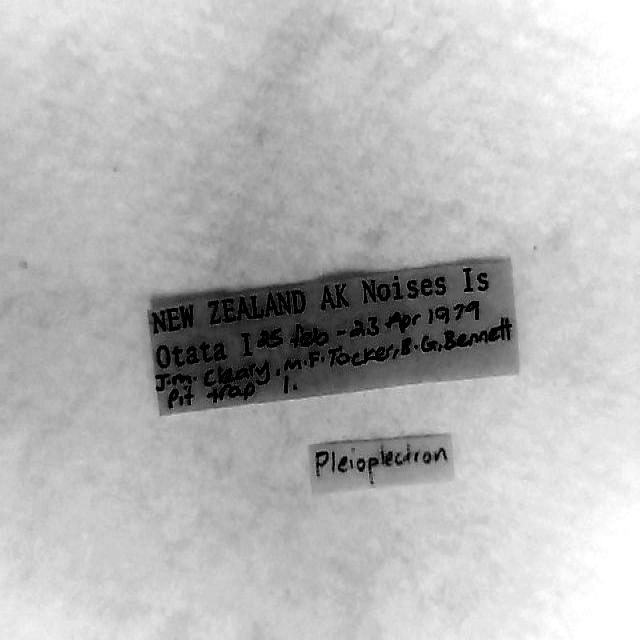 NEW ZEALAND AK Noises Is
Otata I 25 feb - 23 Apr 1979
J.M. Cleary, M.F. Tocker, B.G. Bennett
Pit trap 1.
Pleioplectron